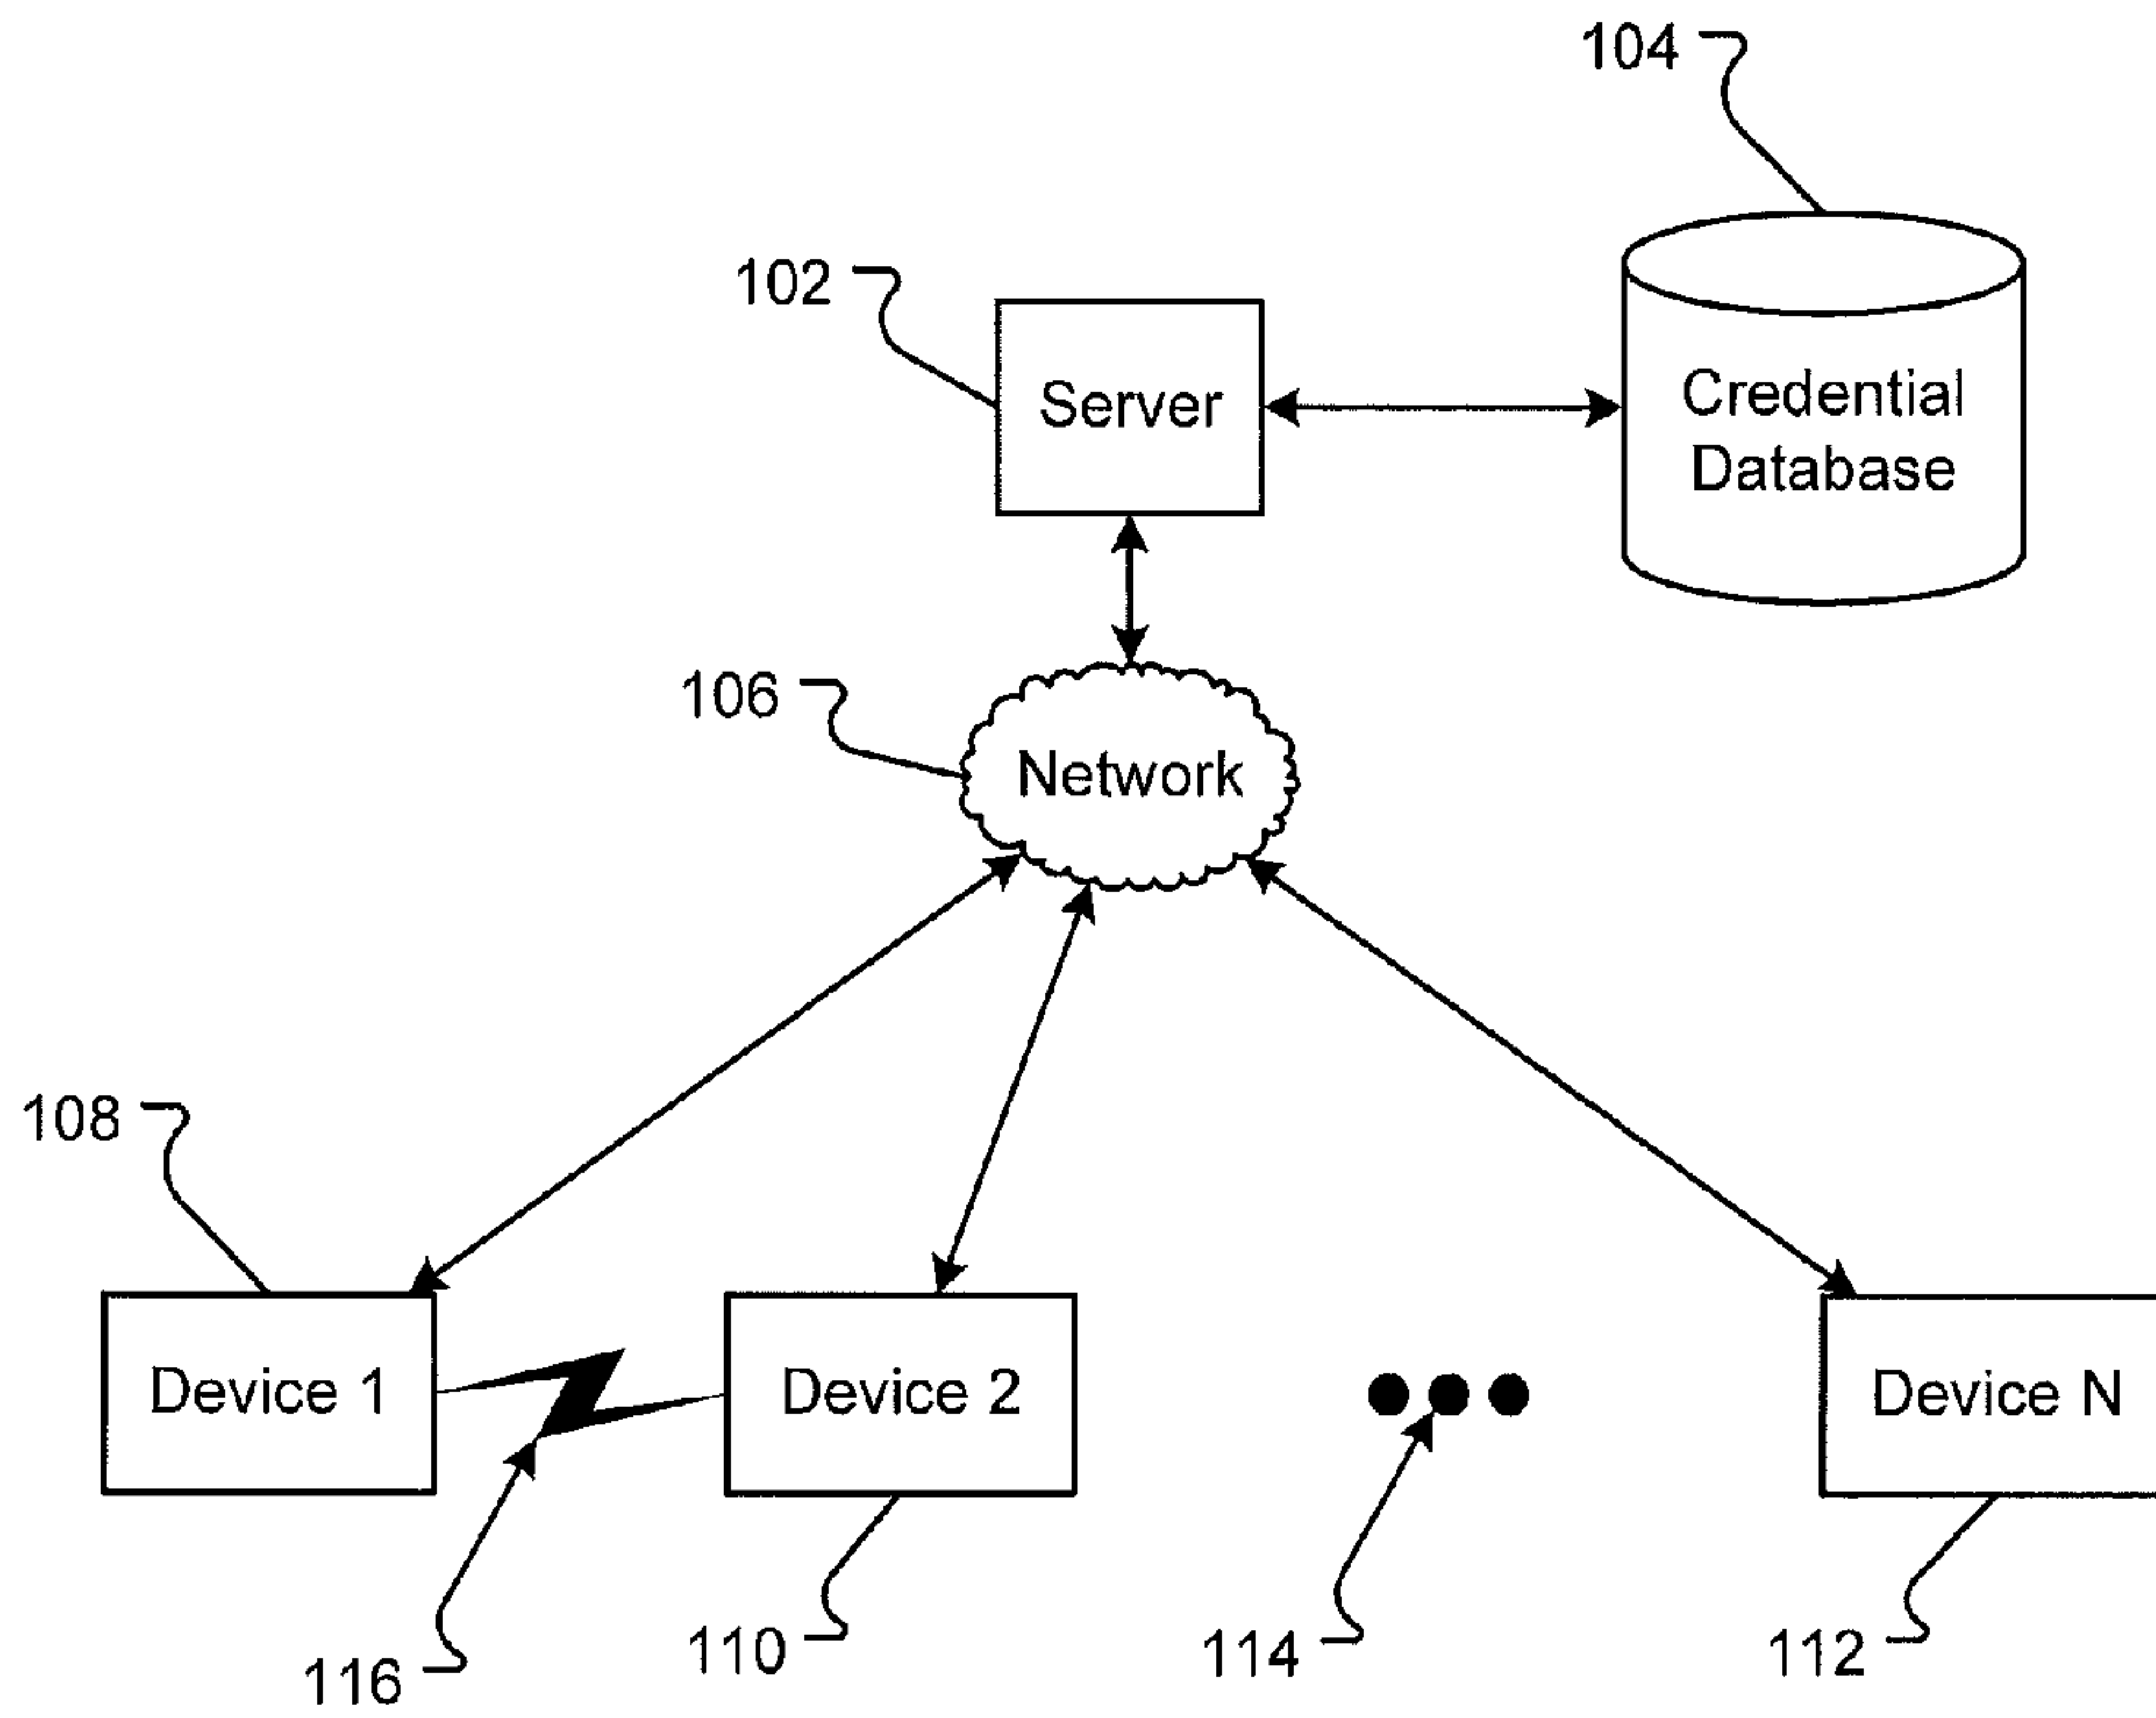 104
102
Server
Credential
Database
106
Network
108
Device 1
Device 2
Device N
116
110
114
112